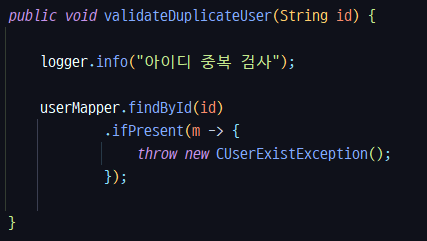 public void validateDuplicateUser(String id) {
logger.info("아이디 중복 검사");
userMapper.findById(id)
.ifPresent(m -> {
throw new CUserExistException();
});
}